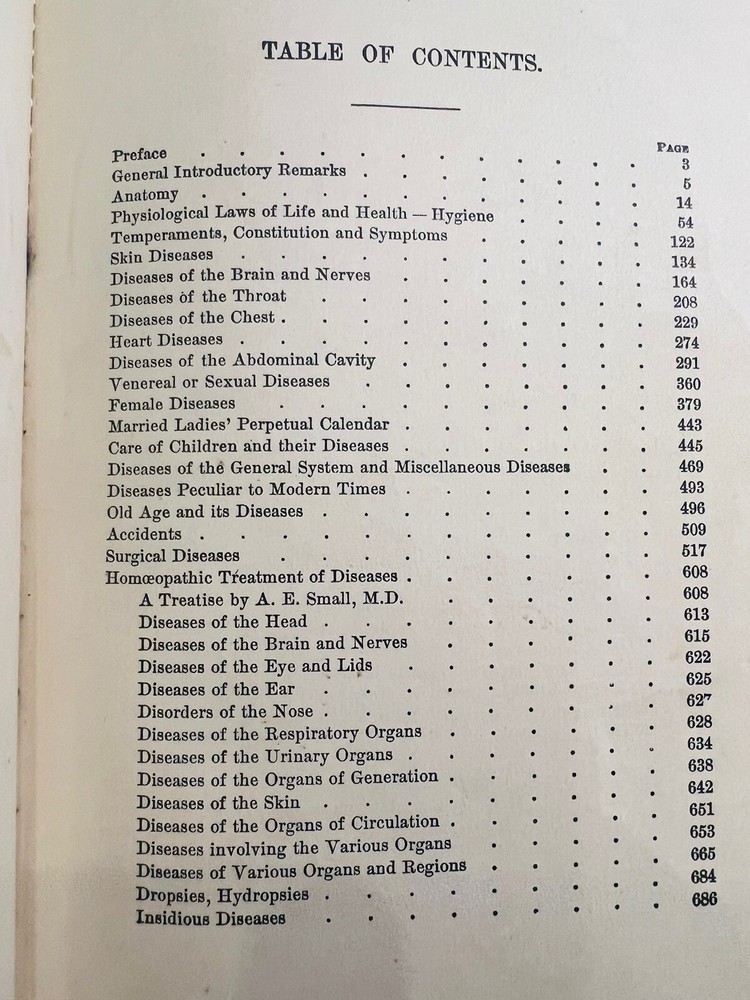 TABLE OF CONTENTS.
PAGE
Preface . . . . . . . . . . . . 3
General Introductory Remarks . . . . . . . . 5
Anatomy . . . . . . . . . . . . 14
Physiological Laws of Life and Health — Hygiene . . . . 54
Temperaments, Constitution and Symptoms . . . . . 122
Skin Diseases . . . . . . . . . . . 134
Diseases of the Brain and Nerves . . . . . . . 164
Diseases of the Throat . . . . . . . . . 208
Diseases of the Chest . . . . . . . . . . 229
Heart Diseases . . . . . . . . . . . 274
Diseases of the Abdominal Cavity . . . . . . . 291
Venereal or Sexual Diseases . . . . . . . . 360
Female Diseases . . . . . . . . . . 379
Married Ladies' Perpetual Calendar . . . . . . . 443
Care of Children and their Diseases . . . . . . . 445
Diseases of the General System and Miscellaneous Diseases . . 469
Diseases Peculiar to Modern Times . . . . . . . 493
Old Age and its Diseases . . . . . . . . . 496
Accidents . . . . . . . . . . . . 509
Surgical Diseases . . . . . . . . . . 517
Homœopathic Treatment of Diseases . . . . . . . 608
A Treatise by A. E. Small, M.D. . . . . . . 608
Diseases of the Head . . . . . . . . . 613
Diseases of the Brain and Nerves . . . . . . 615
Diseases of the Eye and Lids . . . . . . . 622
Diseases of the Ear . . . . . . . . . 625
Disorders of the Nose . . . . . . . . . 627
Diseases of the Respiratory Organs . . . . . . 628
Diseases of the Urinary Organs . . . . . . . 634
Diseases of the Organs of Generation . . . . . . 638
Diseases of the Skin . . . . . . . . . 642
Diseases of the Organs of Circulation . . . . . . 651
Diseases involving the Various Organs . . . . . 653
Diseases of Various Organs and Regions . . . . . 665
Dropsies, Hydropsies . . . . . . . . . 684
Insidious Diseases . . . . . . . . . 686